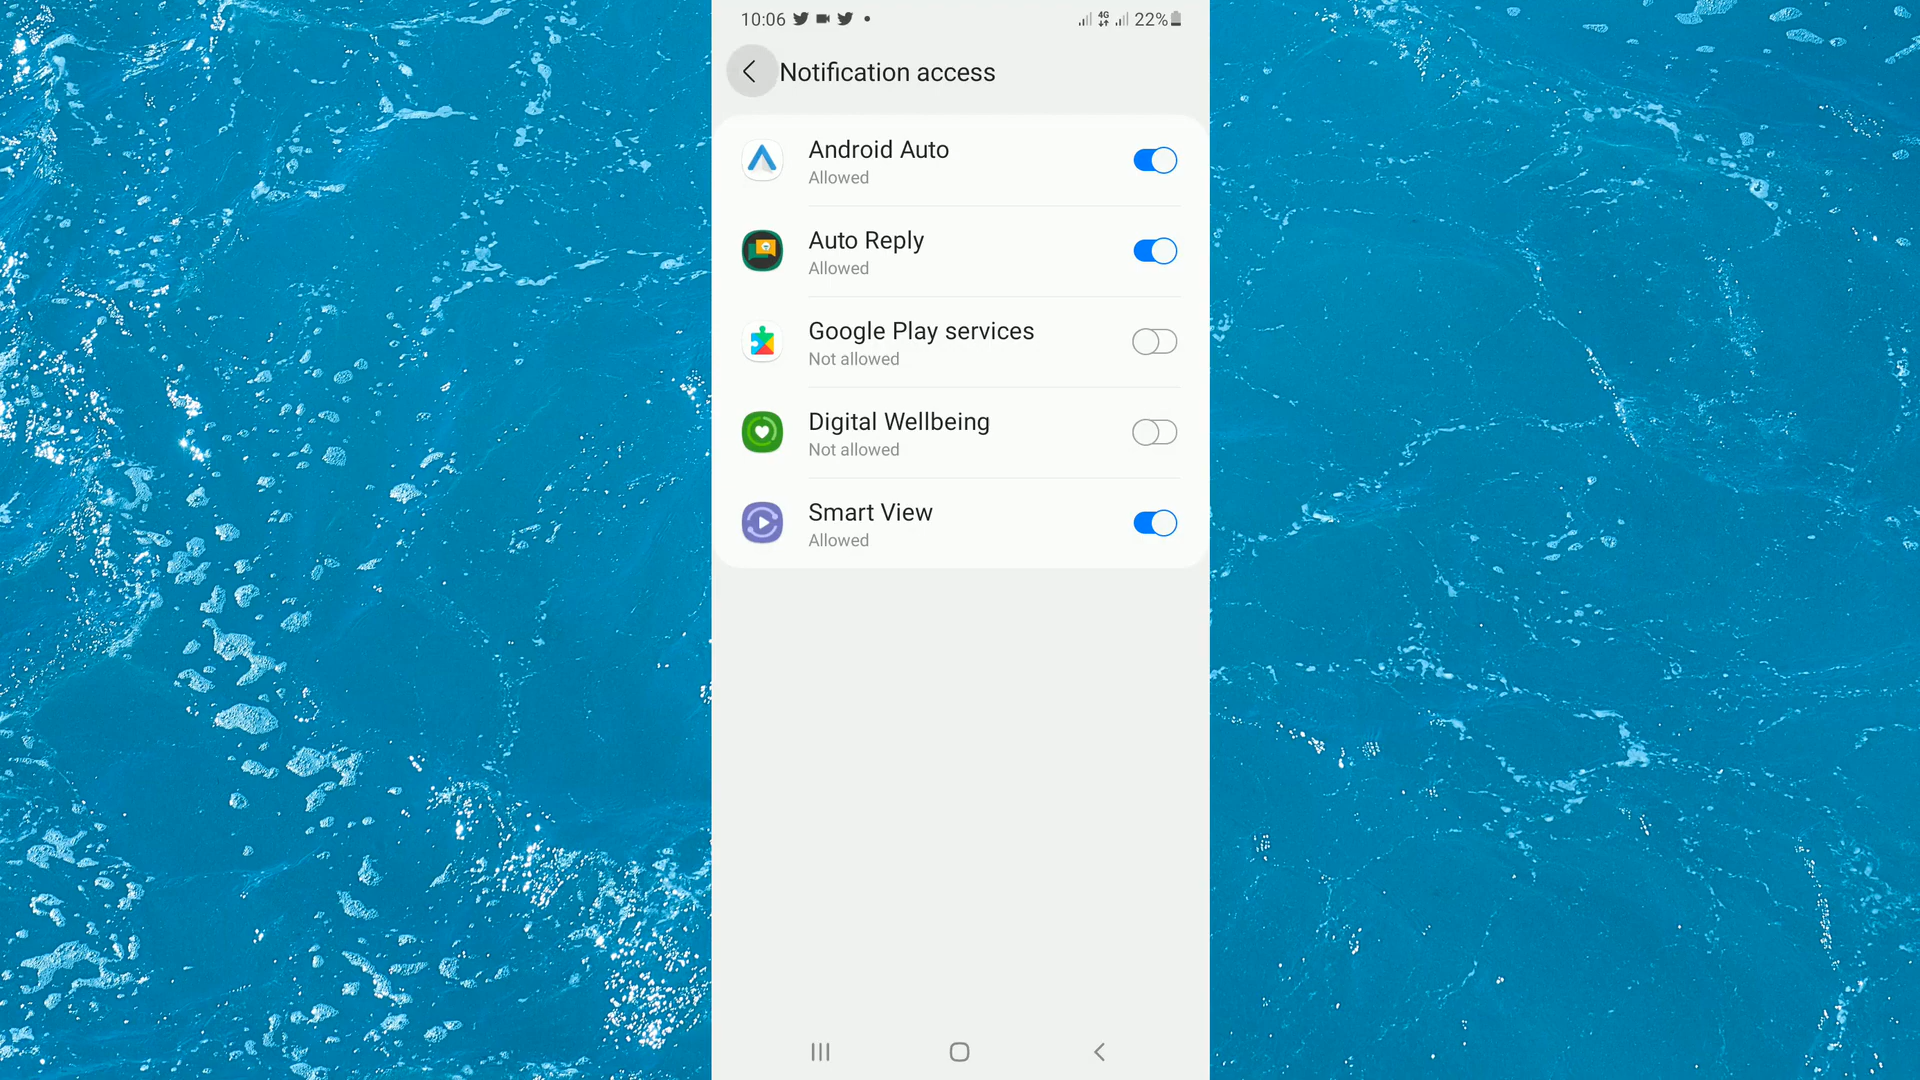 10:06 4G 22%
Notification access
Android Auto
Allowed
Auto Reply
Allowed
Google Play services
Not allowed
Digital Wellbeing
Not allowed
Smart View
Allowed